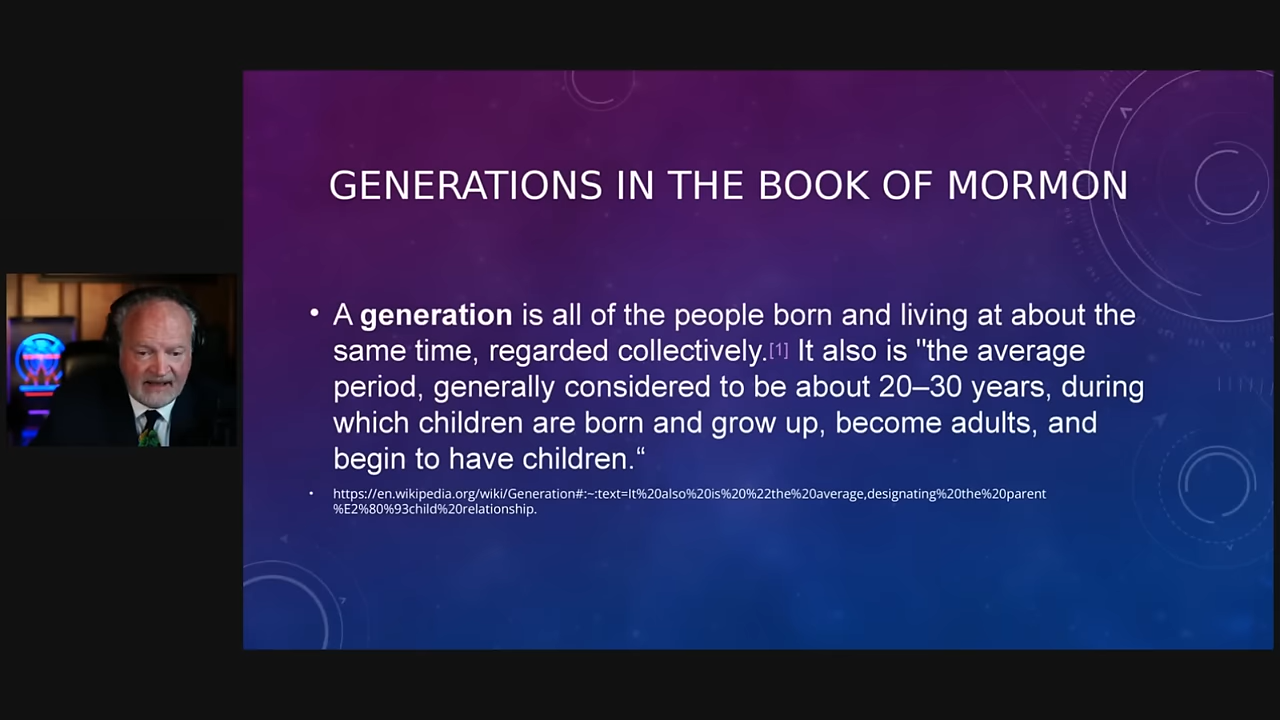 GENERATIONS IN THE BOOK OF MORMON
• A generation is all of the people born and living at about the
same time, regarded collectively.[1] It also is "the average
period, generally considered to be about 20–30 years, during
which children are born and grow up, become adults, and
begin to have children.“
• https://en.wikipedia.org/wiki/Generation#:~:text=It%20also%20is%20%22the%20average,designating%20the%20parent
%E2%80%93child%20relationship.